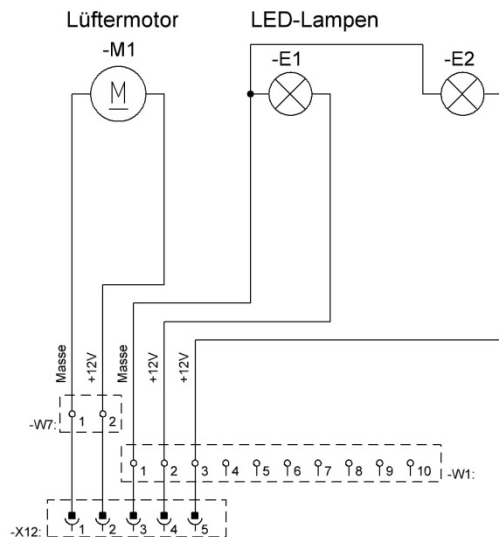 Lüftermotor LED-Lampen
-M1 -E1 -E2
M
Masse +12V Masse +12V +12V
-W7: 1 2
1 2 3 4 5 6 7 8 9 10 -W1:
-X12: 1 2 3 4 5